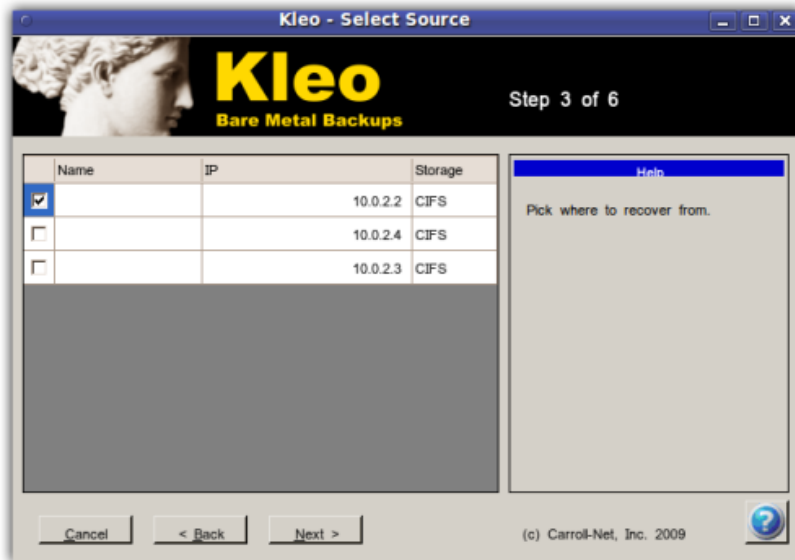 Kleo - Select Source
Kleo
Bare Metal Backups
Step 3 of 6
Name IP Storage
10.0.2.2 CIFS
10.0.2.4 CIFS
10.0.2.3 CIFS
Help
Pick where to recover from.
Cancel < Back Next > (c) Carroll-Net, Inc. 2009
?